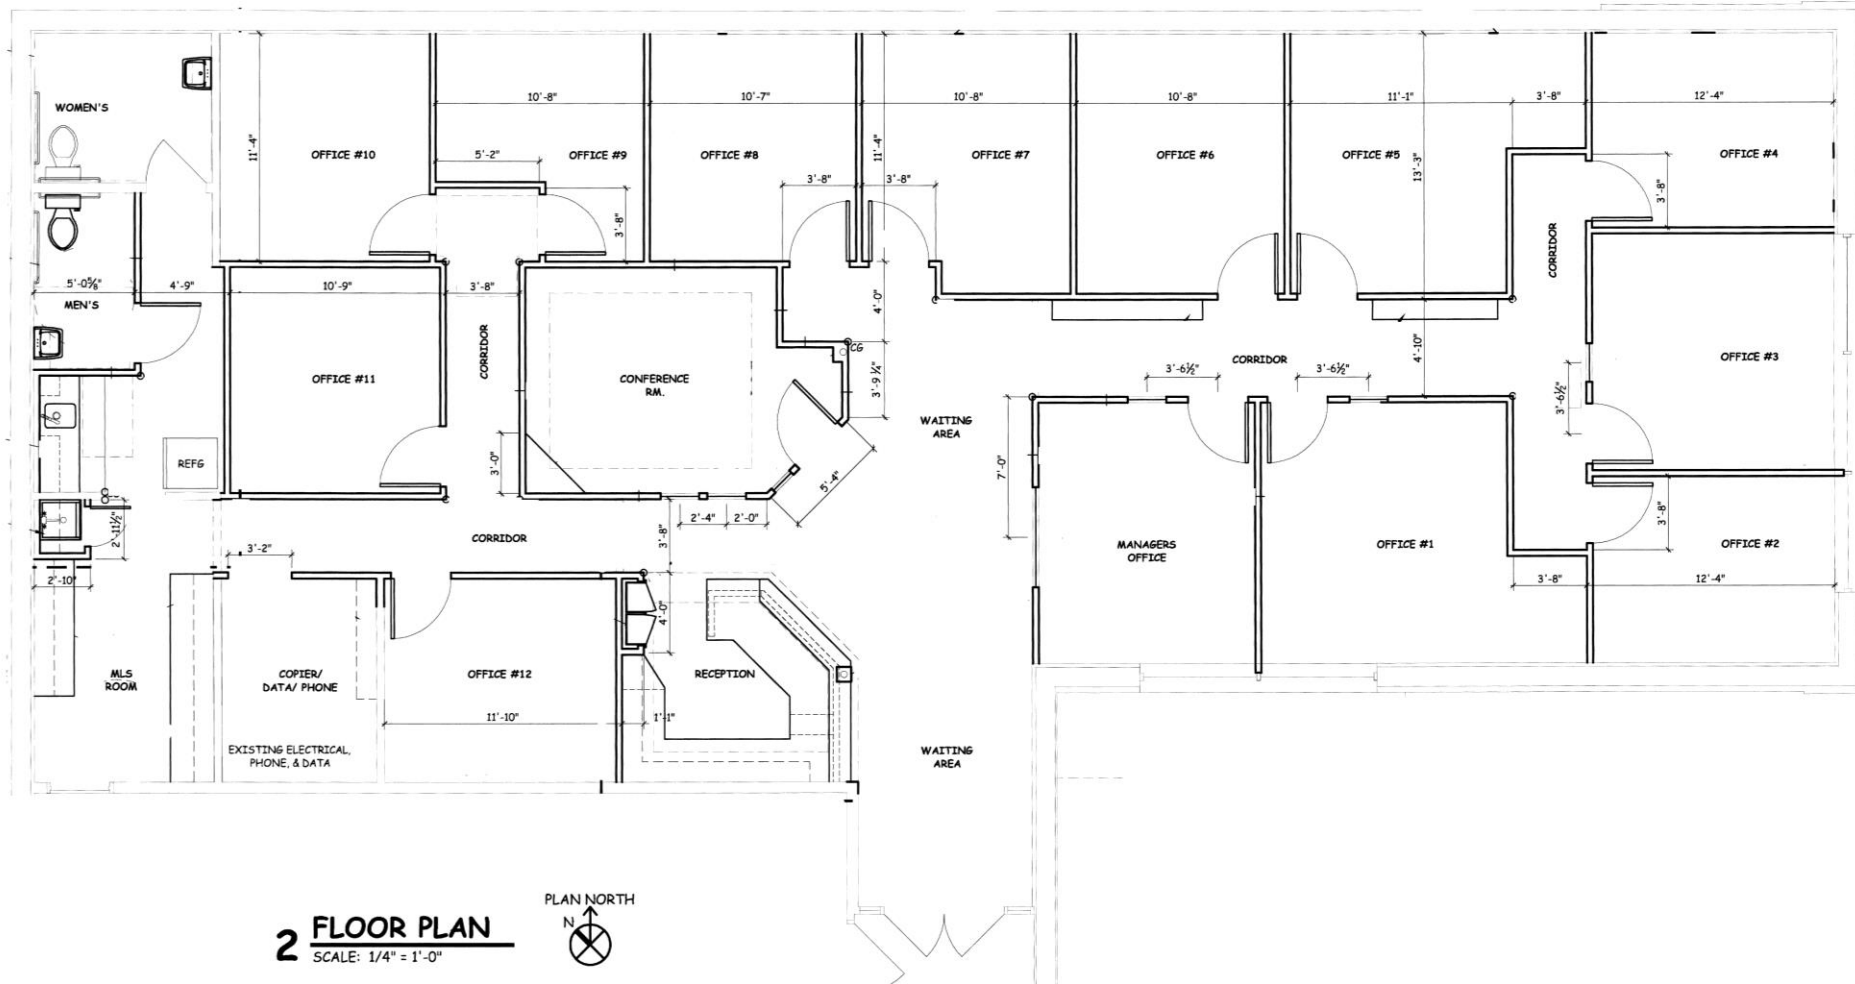 WOMEN'S
11'-4"
OFFICE #10
10'-8"
5'-2"
OFFICE #9
3'-8"
10'-7"
OFFICE #8
3'-8"
11'-4"
3'-8"
10'-8"
OFFICE #7
10'-8"
OFFICE #6
11'-1"
OFFICE #5
13'-3"
3'-8"
12'-4"
OFFICE #4
3'-8"
CORRIDOR
5'-0⅝"
MEN'S
4'-9"
10'-9"
3'-8"
OFFICE #11
CORRIDOR
CONFERENCE
RM.
3'-0"
4'-0"
CG
3'-9 ¼"
5'-4"
WAITING
AREA
CORRIDOR
4'-10"
3'-6½"
3'-6½"
3'-6½"
OFFICE #3
REFG
2'-11½"
2'-10"
3'-2"
CORRIDOR
2'-4"
2'-0"
3'-8"
7'-0"
MANAGERS
OFFICE
OFFICE #1
3'-8"
3'-8"
OFFICE #2
12'-4"
MLS
ROOM
COPIER/
DATA/ PHONE
EXISTING ELECTRICAL,
PHONE, & DATA
OFFICE #12
11'-10"
4'-0"
1'-1"
RECEPTION
WAITING
AREA
2 FLOOR PLAN
SCALE: 1/4" = 1'-0"
PLAN NORTH
N